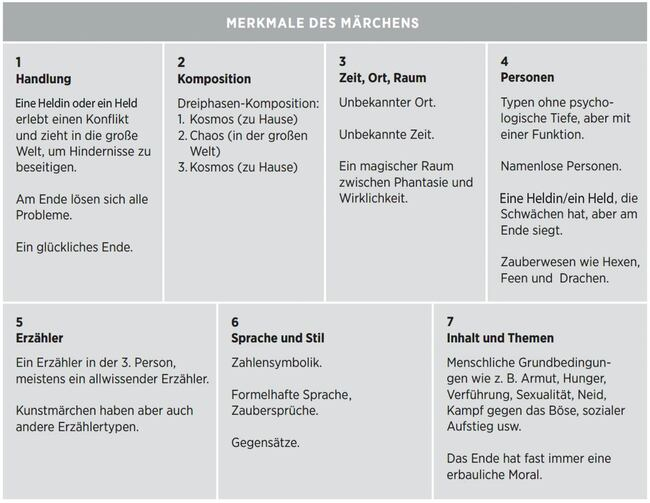 MERKMALE DES MÄRCHENS
1
Handlung
Eine Heldin oder ein Held
erlebt einen Konflikt
und zieht in die große
Welt, um Hindernisse zu
beseitigen.
Am Ende lösen sich alle
Probleme.
Ein glückliches Ende.
2
Komposition
Dreiphasen-Komposition:
1. Kosmos (zu Hause)
2. Chaos (in der großen
Welt)
3. Kosmos (zu Hause)
3
Zeit, Ort, Raum
Unbekannter Ort.
Unbekannte Zeit.
Ein magischer Raum
zwischen Phantasie und
Wirklichkeit.
4
Personen
Typen ohne psycho-
logische Tiefe, aber mit
einer Funktion.
Namenlose Personen.
Eine Heldin/ein Held, die
Schwächen hat, aber am
Ende siegt.
Zauberwesen wie Hexen,
Feen und Drachen.
5
Erzähler
Ein Erzähler in der 3. Person,
meistens ein allwissender Erzähler.
Kunstmärchen haben aber auch
andere Erzählertypen.
6
Sprache und Stil
Zahlensymbolik.
Formelhafte Sprache,
Zaubersprüche.
Gegensätze.
7
Inhalt und Themen
Menschliche Grundbedingun-
gen wie z. B. Armut, Hunger,
Verführung, Sexualität, Neid,
Kampf gegen das Böse, sozialer
Aufstieg usw.
Das Ende hat fast immer eine
erbauliche Moral.